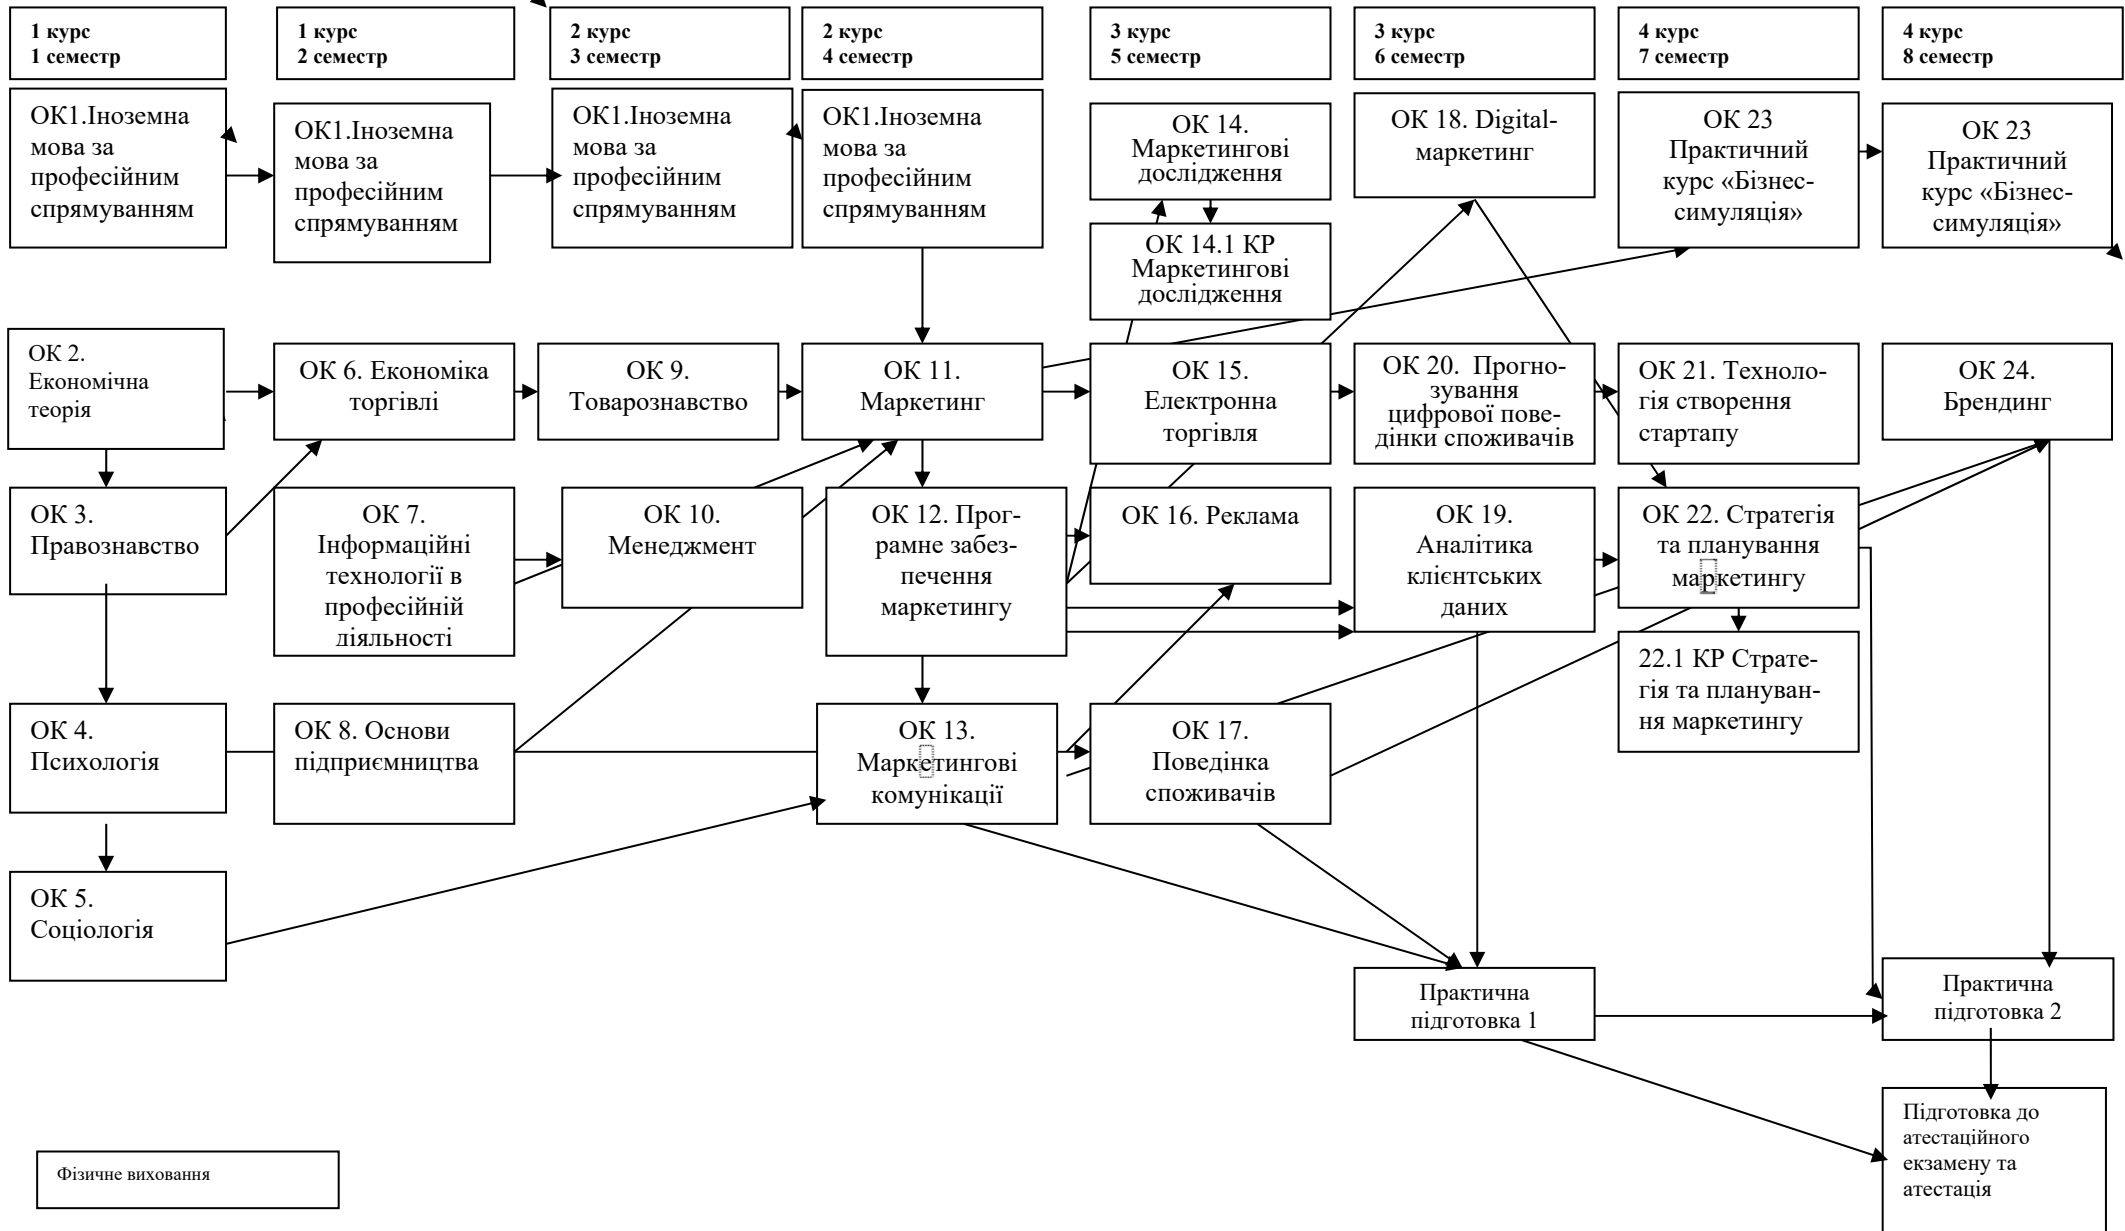 1 курс
1 семестр
1 курс
2 семестр
2 курс
3 семестр
2 курс
4 семестр
3 курс
5 семестр
3 курс
6 семестр
4 курс
7 семестр
4 курс
8 семестр
ОК1.Іноземна
мова за
професійним
спрямуванням
ОК1.Іноземна
мова за
професійним
спрямуванням
ОК1.Іноземна
мова за
професійним
спрямуванням
ОК1.Іноземна
мова за
професійним
спрямуванням
ОК 14.
Маркетингові
дослідження
ОК 14.1 КР
Маркетингові
дослідження
ОК 18. Digital-
маркетинг
ОК 23
Практичний
курс «Бізнес-
симуляція»
ОК 23
Практичний
курс «Бізнес-
симуляція»
ОК 2.
Економічна
теорія
ОК 6. Економіка
торгівлі
ОК 9.
Товарознавство
ОК 11.
Маркетинг
ОК 15.
Електронна
торгівля
ОК 20. Прогно-
зування
цифрової пове-
дінки споживачів
ОК 21. Техноло-
гія створення
стартапу
ОК 24.
Брендинг
ОК 3.
Правознавство
ОК 7.
Інформаційні
технології в
професійній
діяльності
ОК 10.
Менеджмент
ОК 12. Прог-
рамне забез-
печення
маркетингу
ОК 16. Реклама
ОК 19.
Аналітика
клієнтських
даних
ОК 22. Стратегія
та планування
маркетингу
22.1 КР Страте-
гія та плануван-
ня маркетингу
ОК 4.
Психологія
ОК 8. Основи
підприємництва
ОК 13.
Маркетингові
комунікації
ОК 17.
Поведінка
споживачів
ОК 5.
Соціологія
Практична
підготовка 1
Практична
підготовка 2
Підготовка до
атестаційного
екзамену та
атестація
Фізичне виховання